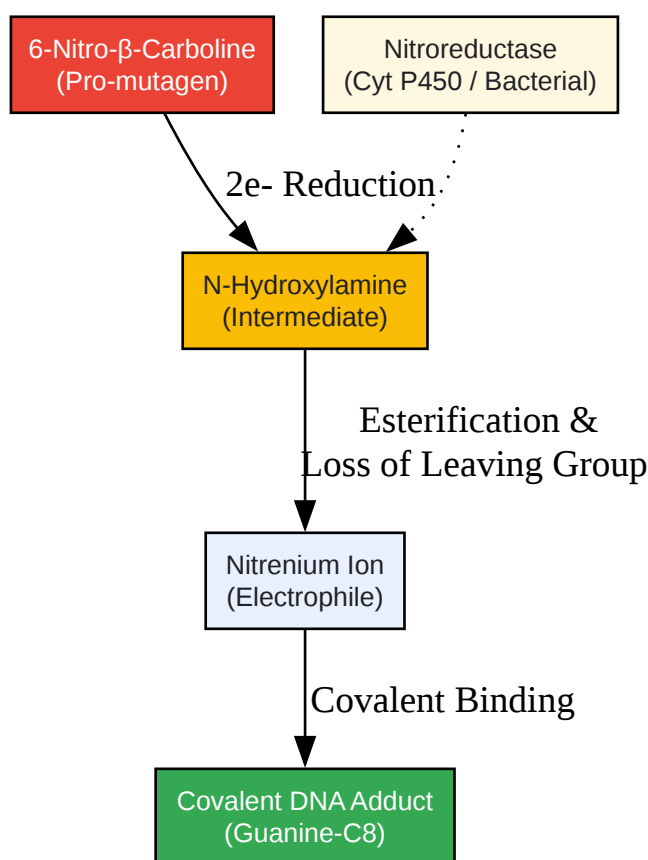 6-Nitro-β-Carboline
(Pro-mutagen)
Nitroreductase
(Cyt P450 / Bacterial)
2e- Reduction
N-Hydroxylamine
(Intermediate)
Esterification &
Loss of Leaving Group
Nitrenium Ion
(Electrophile)
Covalent Binding
Covalent DNA Adduct
(Guanine-C8)